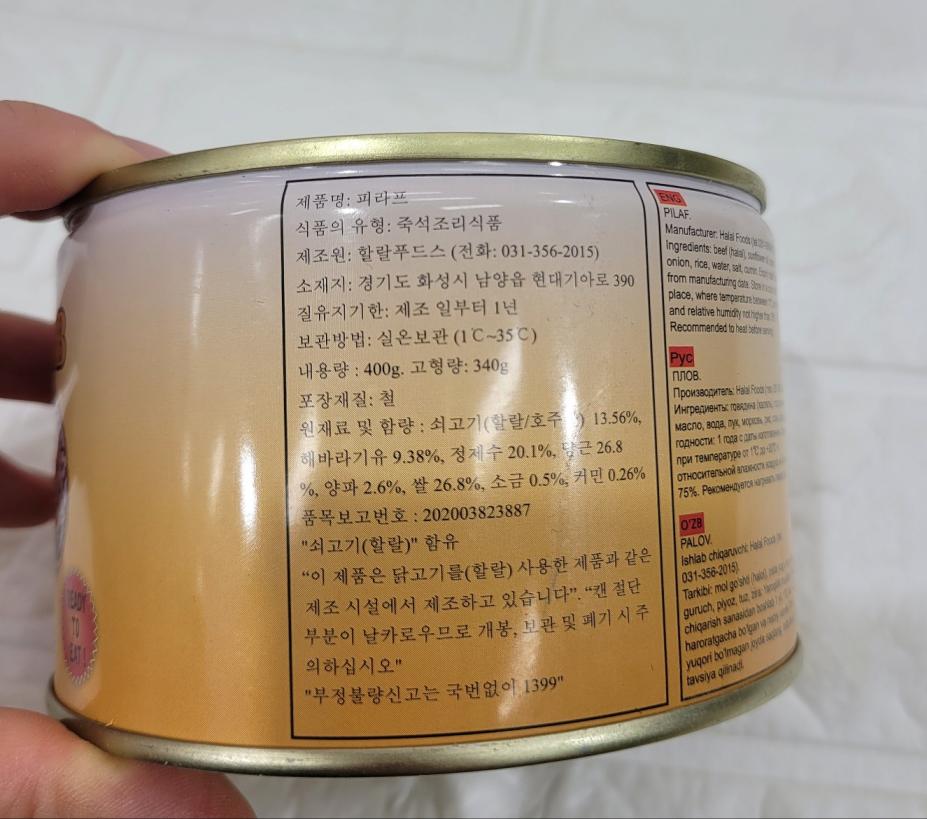 제품명: 피라프
식품의 유형: 죽석조리식품
제조원: 할랄푸드스 (전화: 031-356-2015)
소재지: 경기도 화성시 남양읍 현대기아로 390
질유지기한: 제조 일부터 1년
보관방법: 실온보관 (1℃~35℃)
내용량 : 400g. 고형량: 340g
포장재질: 철
원재료 및 함량 : 쇠고기(할랄/호주 ) 13.56%,
해바라기유 9.38%, 정제수 20.1%, 당근 26.8
%, 양파 2.6%, 쌀 26.8%, 소금 0.5%, 커민 0.26%
품목보고번호 : 202003823887
"쇠고기(할랄)" 함유
“이 제품은 닭고기를(할랄) 사용한 제품과 같은
제조 시설에서 제조하고 있습니다”. “캔 절단
부분이 날카로우므로 개봉, 보관 및 폐기 시 주
의하십시오"
"부정불량신고는 국번없이 1399"
ENG
PILAF.
Manufacturer: Halal Foods
Ingredients: beef (halal), sunflower
onion, rice, water, salt, cumin.
from manufacturing date. Store
place, where temperature between
and relative humidity not higher
Recommended to heat before serving.
Рус
ПЛОВ.
Производитель: Halal Foods
Ингредиенты: говядина
масло, вода, лук, морковь, рис,
годности: 1 года с даты изготовления
при температуре от 1°С до
относительной влажности воздуха
75%. Рекомендуется нагревать
O'ZB
PALOV.
Ishlab chiqaruvchi: Halal Foods
031-356-2015).
Tarkibi: mol go'shti (halol),
guruch, piyoz, tuz, zira.
chiqarish sanasidan boshlab 1
haroratgacha bo'lgan va
yuqori bo'lmagan joyda
tavsiya qilinadi.
READY
TO
EAT!